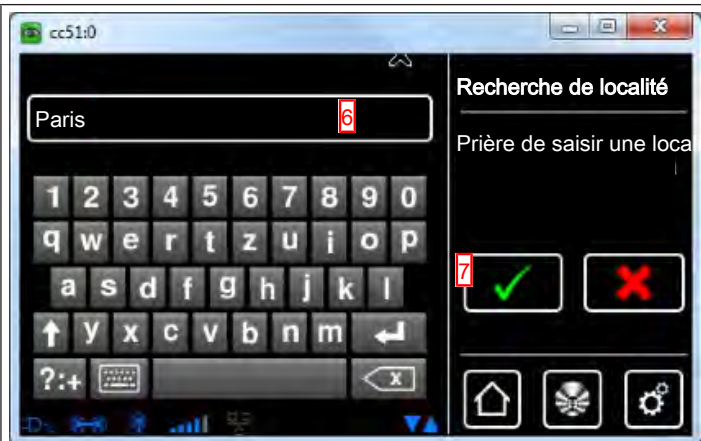 cc51:0
Recherche de localité
Paris
6
Prière de saisir une local
1 2 3 4 5 6 7 8 9 0
q w e r t z u i o p
a s d f g h j k l
7
y x c v b n m
?:+
x